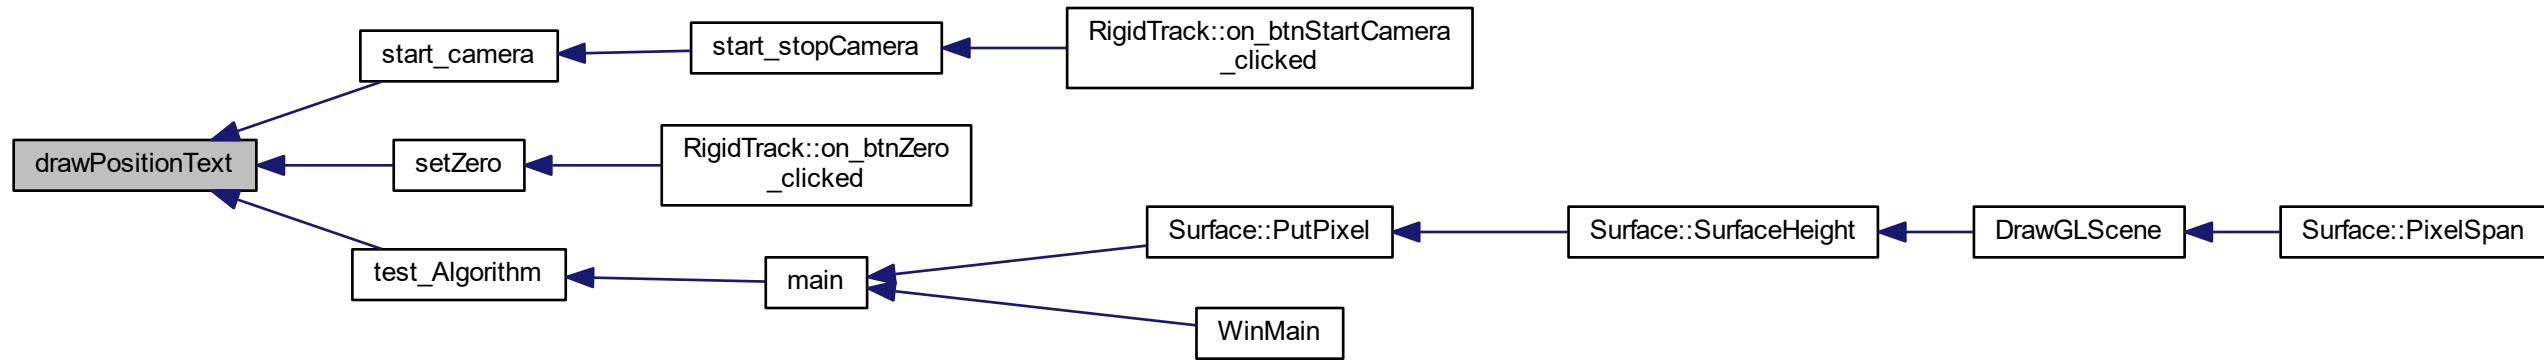 drawPositionText
start_camera
start_stopCamera
RigidTrack::on_btnStartCamera
_clicked
setZero
RigidTrack::on_btnZero
_clicked
test_Algorithm
main
Surface::PutPixel
Surface::SurfaceHeight
DrawGLScene
Surface::PixelSpan
WinMain